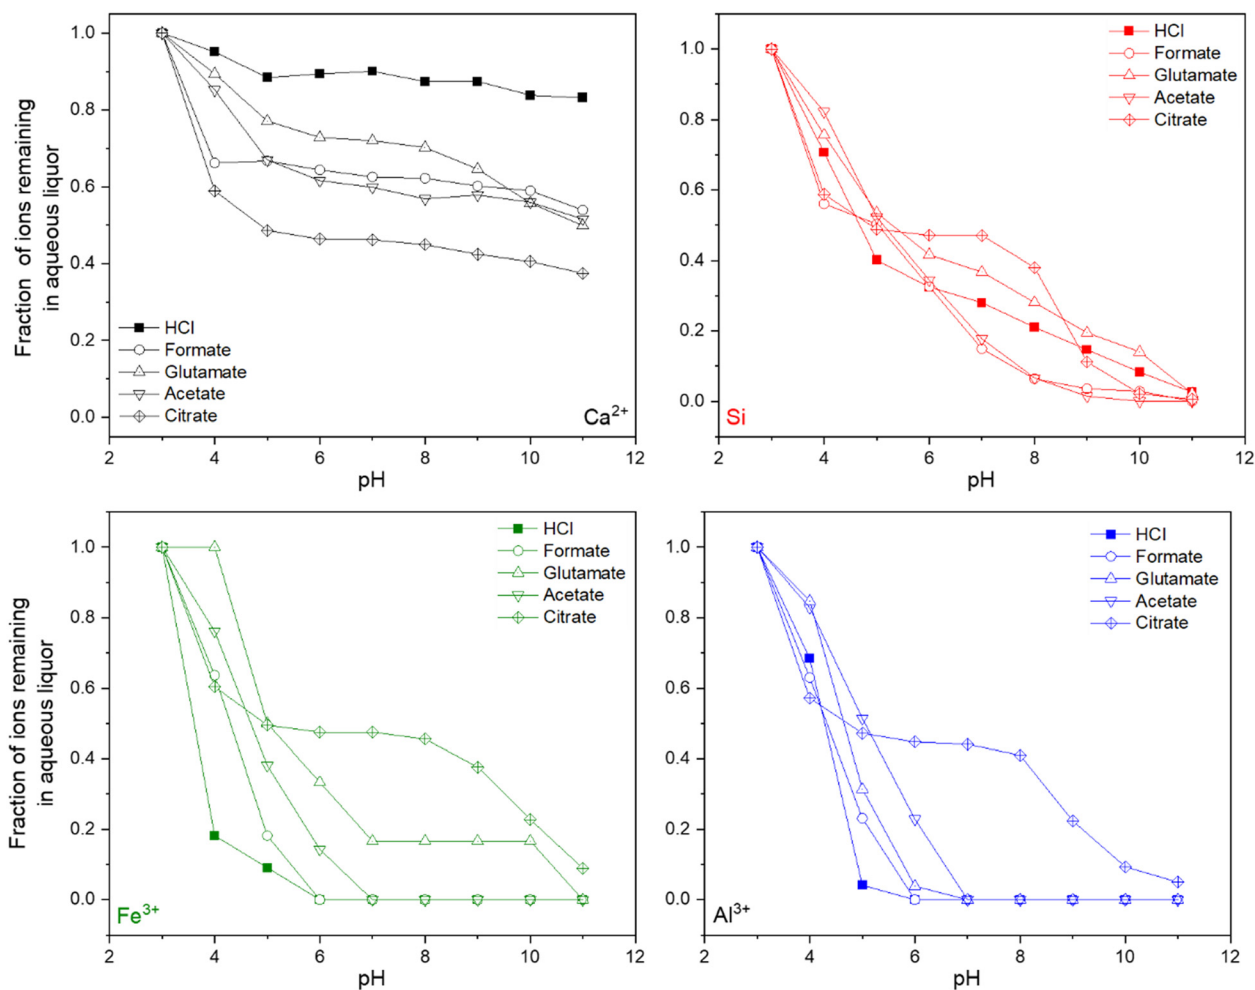 Fraction of ions remaining
in aqueous liquor
1.0
0.8
0.6
0.4
0.2
0.0
HCl
Formate
Glutamate
Acetate
Citrate
Ca2+
2
4
6
8
10
12
pH
1.0
0.8
0.6
0.4
0.2
0.0
HCl
Formate
Glutamate
Acetate
Citrate
Si
2
4
6
8
10
12
pH
Fraction of ions remaining
in aqueous liquor
1.0
0.8
0.6
0.4
0.2
0.0
HCl
Formate
Glutamate
Acetate
Citrate
Fe3+
2
4
6
8
10
12
pH
1.0
0.8
0.6
0.4
0.2
0.0
HCl
Formate
Glutamate
Acetate
Citrate
Al3+
2
4
6
8
10
12
pH